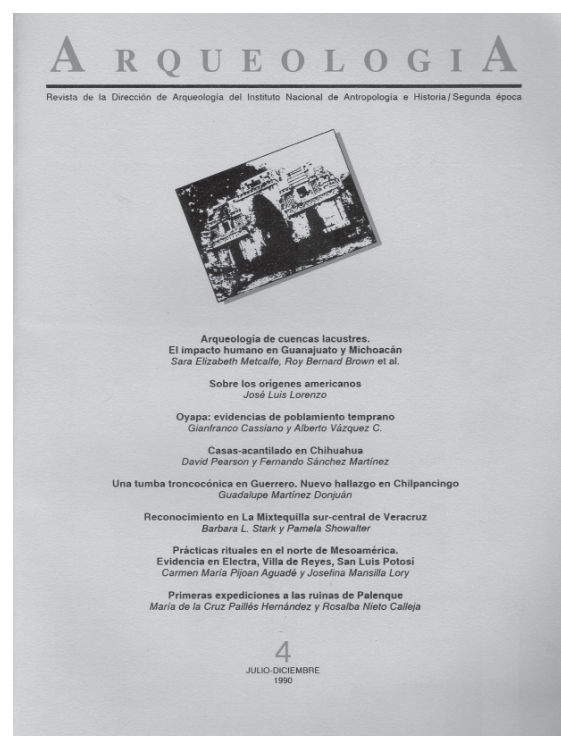 ARQUEOLOGIA
Revista de la Dirección de Arqueología del Instituto Nacional de Antropología e Historia/Segunda época
Arqueología de cuencas lacustres.
El impacto humano en Guanajuato y Michoacán
Sara Elizabeth Metcalfe, Roy Bernard Brown et al.
Sobre los orígenes americanos
José Luis Lorenzo
Oyapa: evidencias de poblamiento temprano
Gianfranco Cassiano y Alberto Vázquez C.
Casas-acantilado en Chihuahua
David Pearson y Fernando Sánchez Martínez
Una tumba troncocónica en Guerrero. Nuevo hallazgo en Chilpancingo
Guadalupe Martínez Donjuán
Reconocimiento en La Mixtequilla sur-central de Veracruz
Barbara L. Stark y Pamela Showalter
Prácticas rituales en el norte de Mesoamérica.
Evidencia en Electra, Villa de Reyes, San Luis Potosí
Carmen María Pijoan Aguadé y Josefina Mansilla Lory
Primeras expediciones a las ruinas de Palenque
María de la Cruz Paillés Hernández y Rosalba Nieto Calleja
4
JULIO-DICIEMBRE
1990